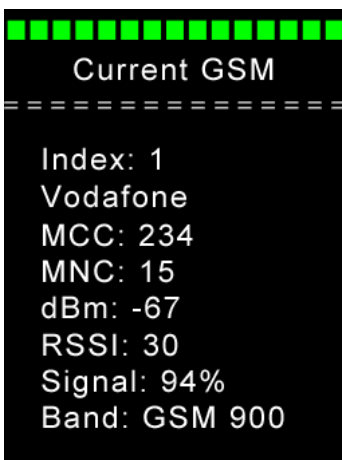 Current GSM
================
Index: 1
Vodafone
MCC: 234
MNC: 15
dBm: -67
RSSI: 30
Signal: 94%
Band: GSM 900